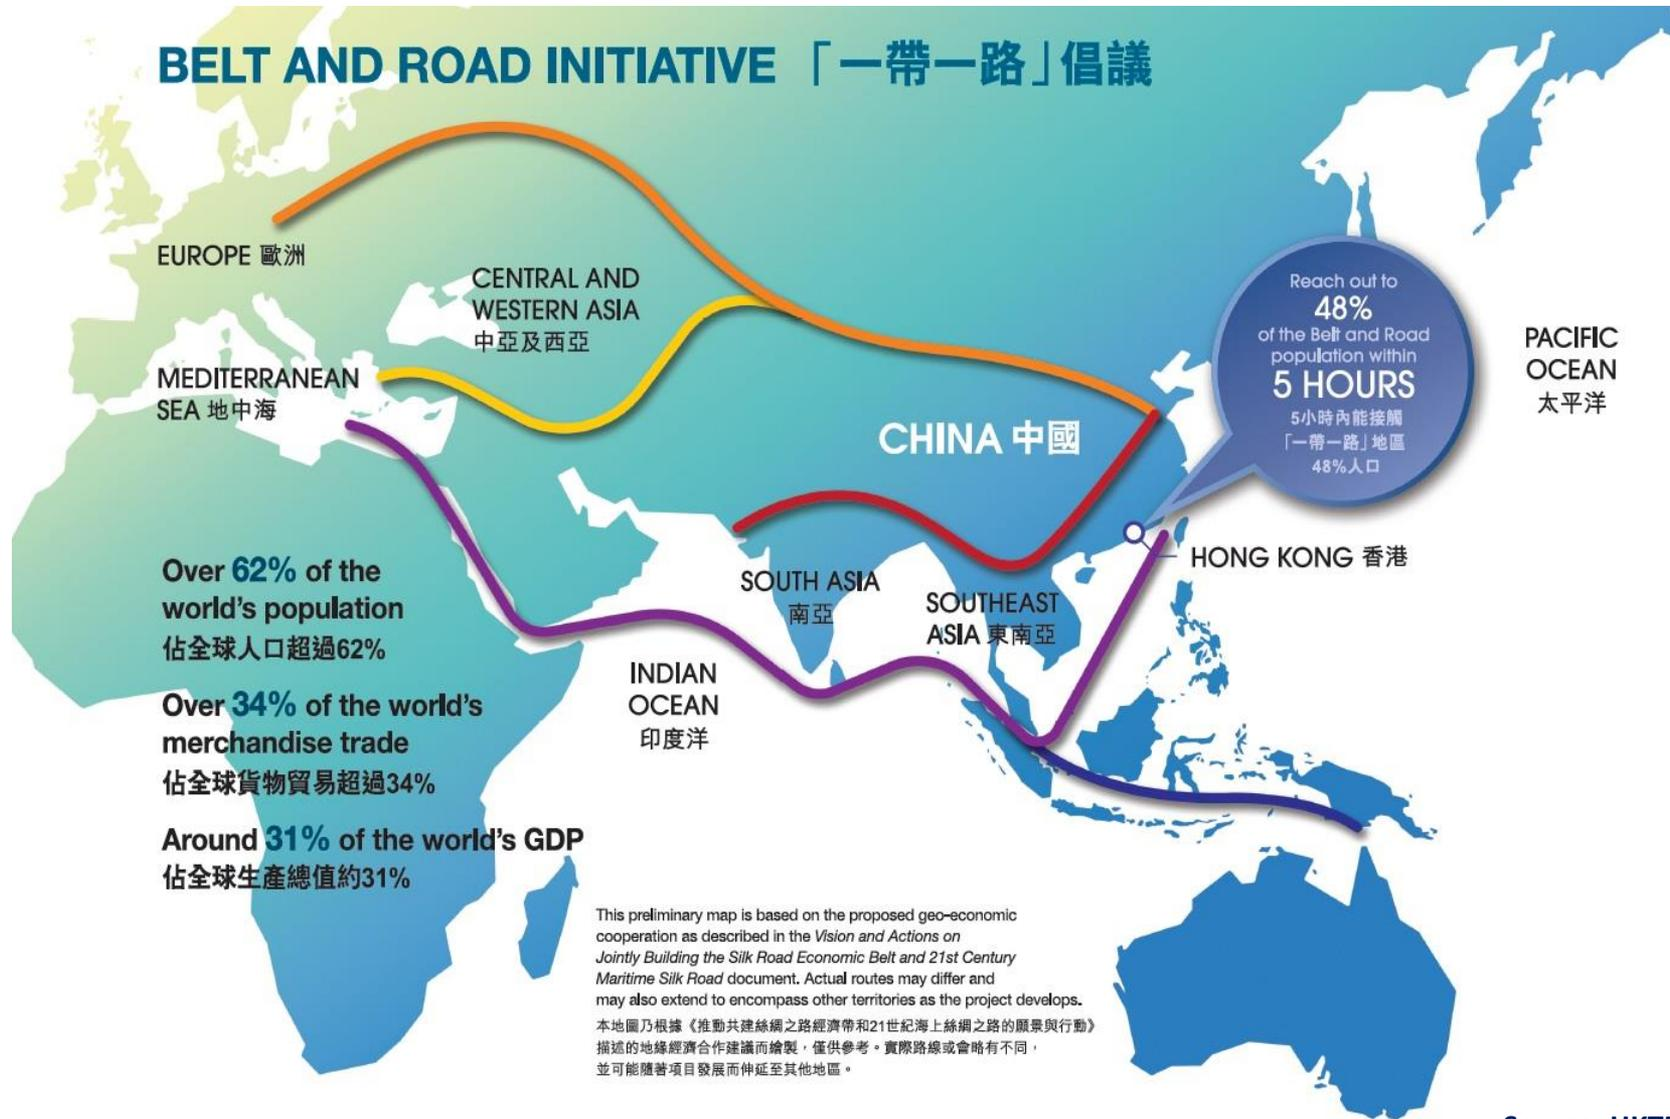 BELT AND ROAD INITIATIVE 「一帶一路」倡議
EUROPE 歐洲
CENTRAL AND
WESTERN ASIA
中亞及西亞
MEDITERRANEAN
SEA 地中海
CHINA 中國
Reach out to
48%
of the Belt and Road
population within
5 HOURS
5小時內能接觸
「一帶一路」地區
48%人口
PACIFIC
OCEAN
太平洋
HONG KONG 香港
SOUTH ASIA
南亞
SOUTHEAST
ASIA 東南亞
INDIAN
OCEAN
印度洋
Over 62% of the
world's population
佔全球人口超過62%
Over 34% of the world's
merchandise trade
佔全球貨物貿易超過34%
Around 31% of the world's GDP
佔全球生產總值約31%
This preliminary map is based on the proposed geo-economic
cooperation as described in the Vision and Actions on
Jointly Building the Silk Road Economic Belt and 21st Century
Maritime Silk Road document. Actual routes may differ and
may also extend to encompass other territories as the project develops.
本地圖乃根據《推動共建絲綢之路經濟帶和21世紀海上絲綢之路的願景與行動》
描述的地緣經濟合作建議而繪製，僅供參考。實際路線或會略有不同，
並可能隨著項目發展而伸延至其他地區。